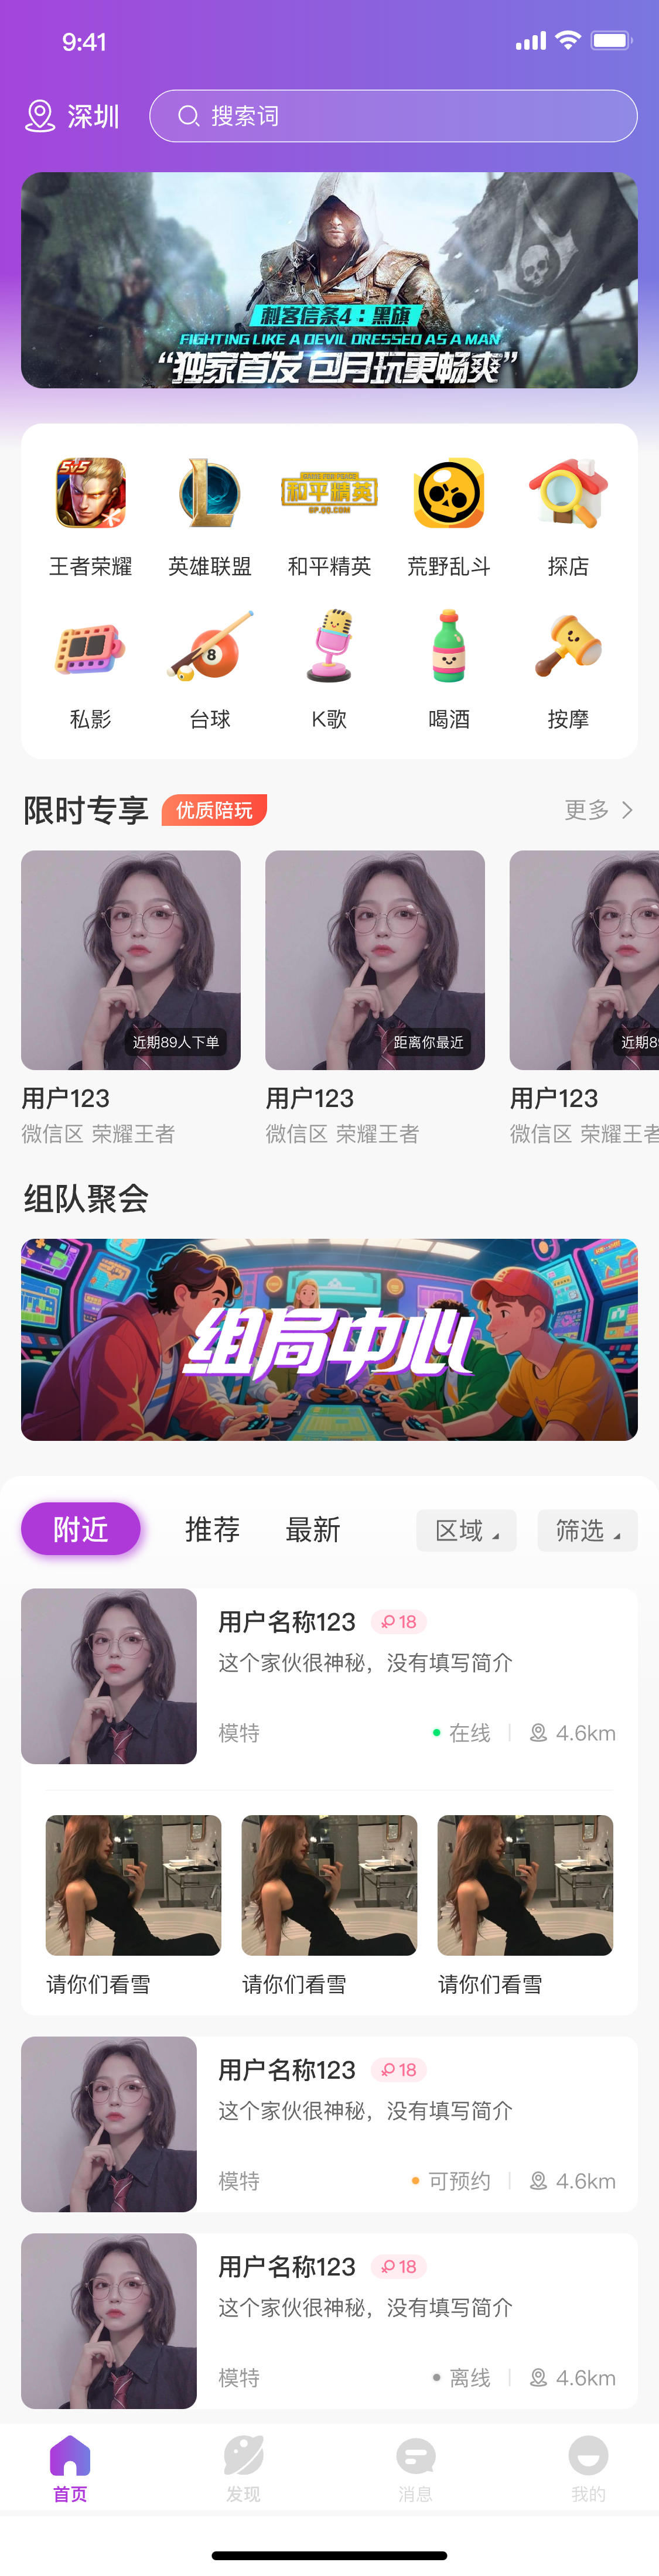 9:41
深圳
搜索词
刺客信条4：黑旗
FIGHTING LIKE A DEVIL DRESSED AS A MAN
“独家首发 包月玩更畅爽”
5V5
GAME FOR PEACE
和平精英
GP.QQ.COM
王者荣耀 英雄联盟 和平精英 荒野乱斗 探店
8
私影 台球 K歌 喝酒 按摩
限时专享 优质陪玩 更多
近期89人下单 距离你最近 近期8
用户123 用户123 用户123
微信区 荣耀王者 微信区 荣耀王者 微信区 荣耀王者
组队聚会
组局中心
附近 推荐 最新 区域 筛选
用户名称123 18
这个家伙很神秘，没有填写简介
模特 在线 4.6km
请你们看雪 请你们看雪 请你们看雪
用户名称123 18
这个家伙很神秘，没有填写简介
模特 可预约 4.6km
用户名称123 18
这个家伙很神秘，没有填写简介
模特 离线 4.6km
首页 发现 消息 我的